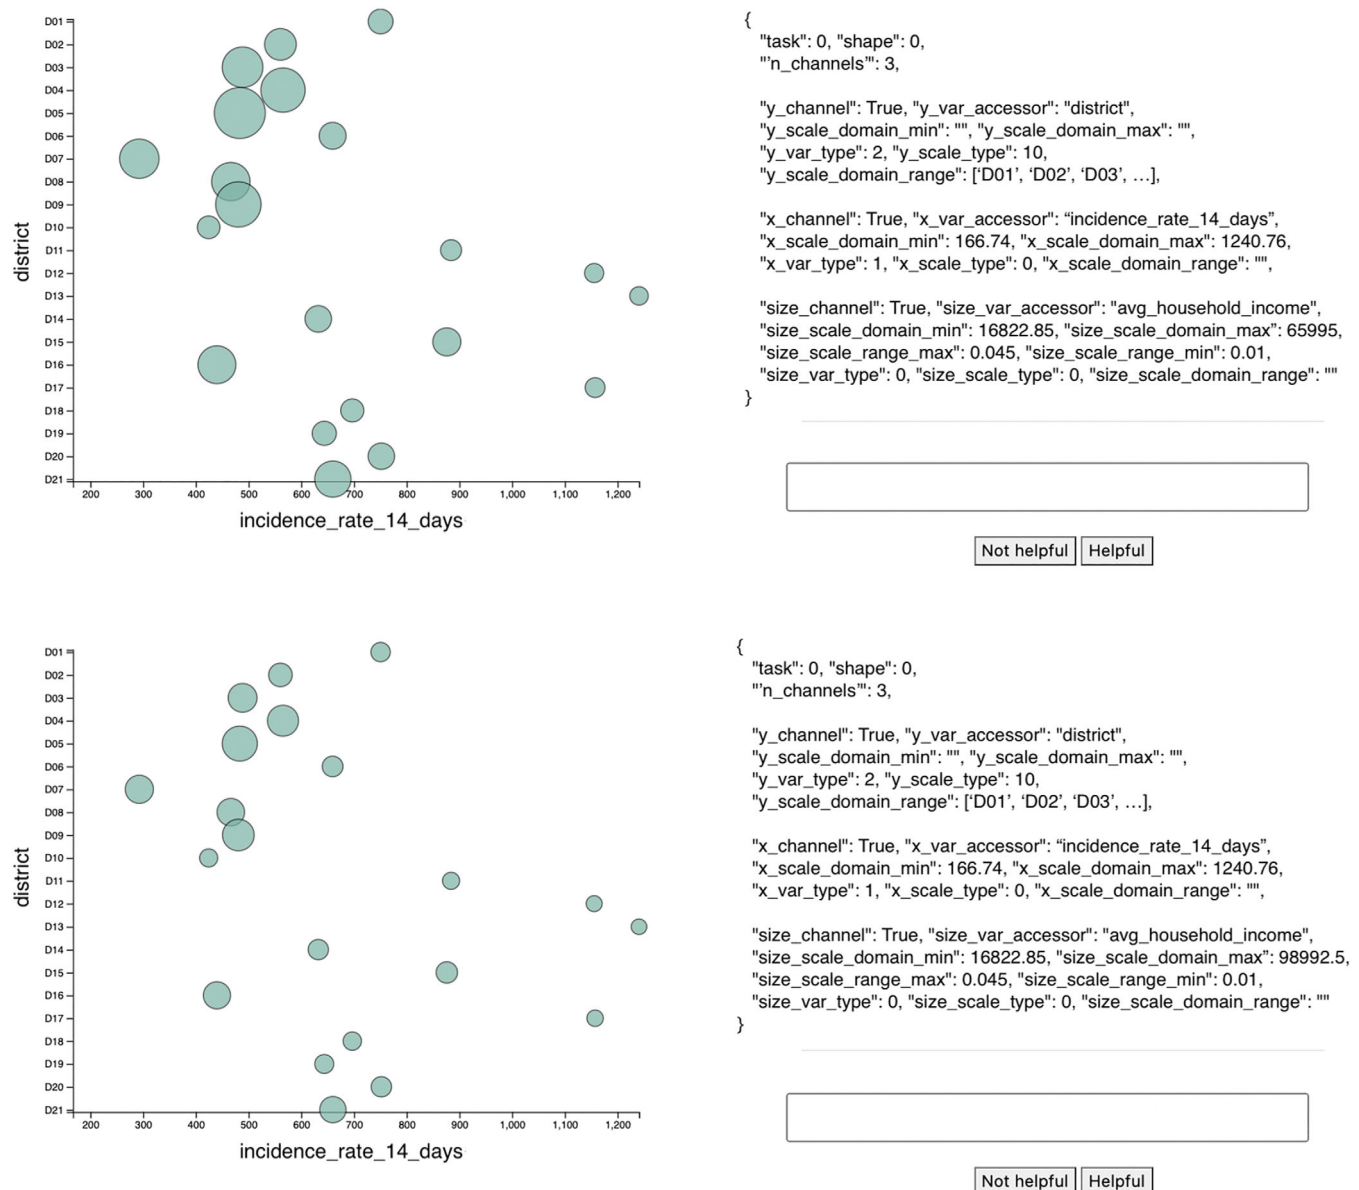 D01
D02
D03
D04
D05
D06
D07
D08
D09
D10
D11
D12
D13
D14
D15
D16
D17
D18
D19
D20
D21
district
200 300 400 500 600 700 800 900 1,000 1,100 1,200
incidence_rate_14_days
{
"task": 0, "shape": 0,
"'n_channels'": 3,
"y_channel": True, "y_var_accessor": "district",
"y_scale_domain_min": "", "y_scale_domain_max": "",
"y_var_type": 2, "y_scale_type": 10,
"y_scale_domain_range": [‘D01’, ‘D02’, ‘D03’, …],
"x_channel": True, "x_var_accessor": “incidence_rate_14_days”,
"x_scale_domain_min": 166.74, "x_scale_domain_max": 1240.76,
"x_var_type": 1, "x_scale_type": 0, "x_scale_domain_range": "",
"size_channel": True, "size_var_accessor": "avg_household_income",
"size_scale_domain_min": 16822.85, "size_scale_domain_max”: 65995,
"size_scale_range_max": 0.045, "size_scale_range_min": 0.01,
"size_var_type": 0, "size_scale_type": 0, "size_scale_domain_range": ""
}
Not helpful
Helpful
D01
D02
D03
D04
D05
D06
D07
D08
D09
D10
D11
D12
D13
D14
D15
D16
D17
D18
D19
D20
D21
district
200 300 400 500 600 700 800 900 1,000 1,100 1,200
incidence_rate_14_days
{
"task": 0, "shape": 0,
"'n_channels'": 3,
"y_channel": True, "y_var_accessor": "district",
"y_scale_domain_min": "", "y_scale_domain_max": "",
"y_var_type": 2, "y_scale_type": 10,
"y_scale_domain_range": [‘D01’, ‘D02’, ‘D03’, …],
"x_channel": True, "x_var_accessor": “incidence_rate_14_days”,
"x_scale_domain_min": 166.74, "x_scale_domain_max": 1240.76,
"x_var_type": 1, "x_scale_type": 0, "x_scale_domain_range": "",
"size_channel": True, "size_var_accessor": "avg_household_income",
"size_scale_domain_min": 16822.85, "size_scale_domain_max”: 98992.5,
"size_scale_range_max": 0.045, "size_scale_range_min": 0.01,
"size_var_type": 0, "size_scale_type": 0, "size_scale_domain_range": ""
}
Not helpful
Helpful